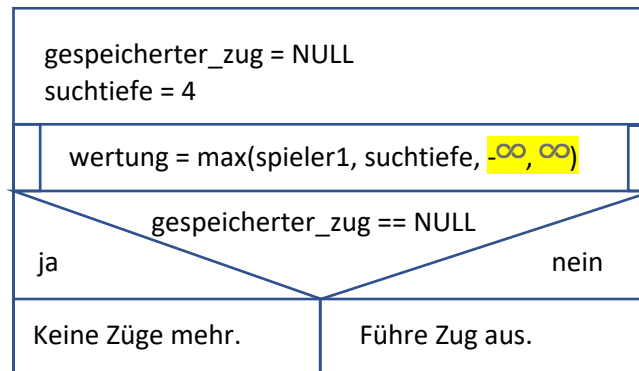 gespeicherter_zug = NULL
suchtiefe = 4
wertung = max(spieler1, suchtiefe, -∞, ∞)
gespeicherter_zug == NULL
ja
nein
Keine Züge mehr.
Führe Zug aus.